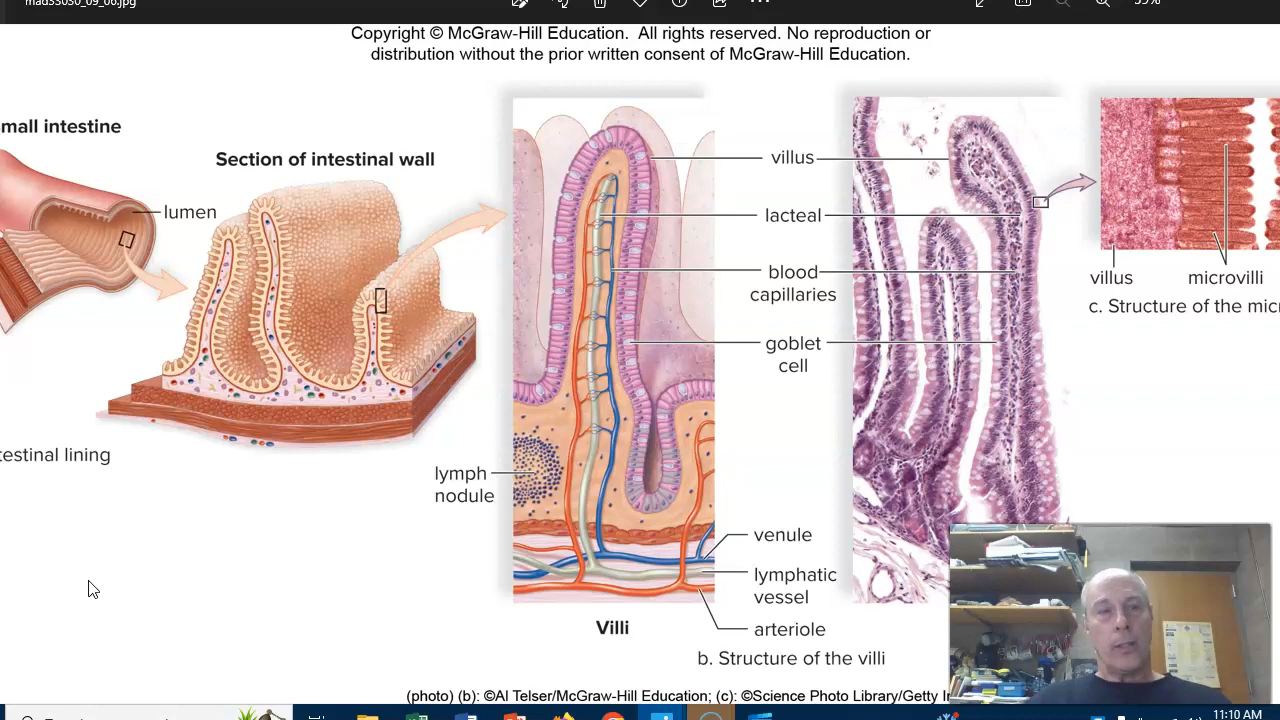 mad33030_09_06.jpg
Copyright © McGraw-Hill Education. All rights reserved. No reproduction or
distribution without the prior written consent of McGraw-Hill Education.
mall intestine
Section of intestinal wall
lumen
testinal lining
villus
lacteal
blood
capillaries
goblet
cell
lymph
nodule
venule
lymphatic
vessel
arteriole
Villi
b. Structure of the villi
villus
microvilli
c. Structure of the mic
(photo) (b): ©Al Telser/McGraw-Hill Education; (c): ©Science Photo Library/Getty
11:10 AM